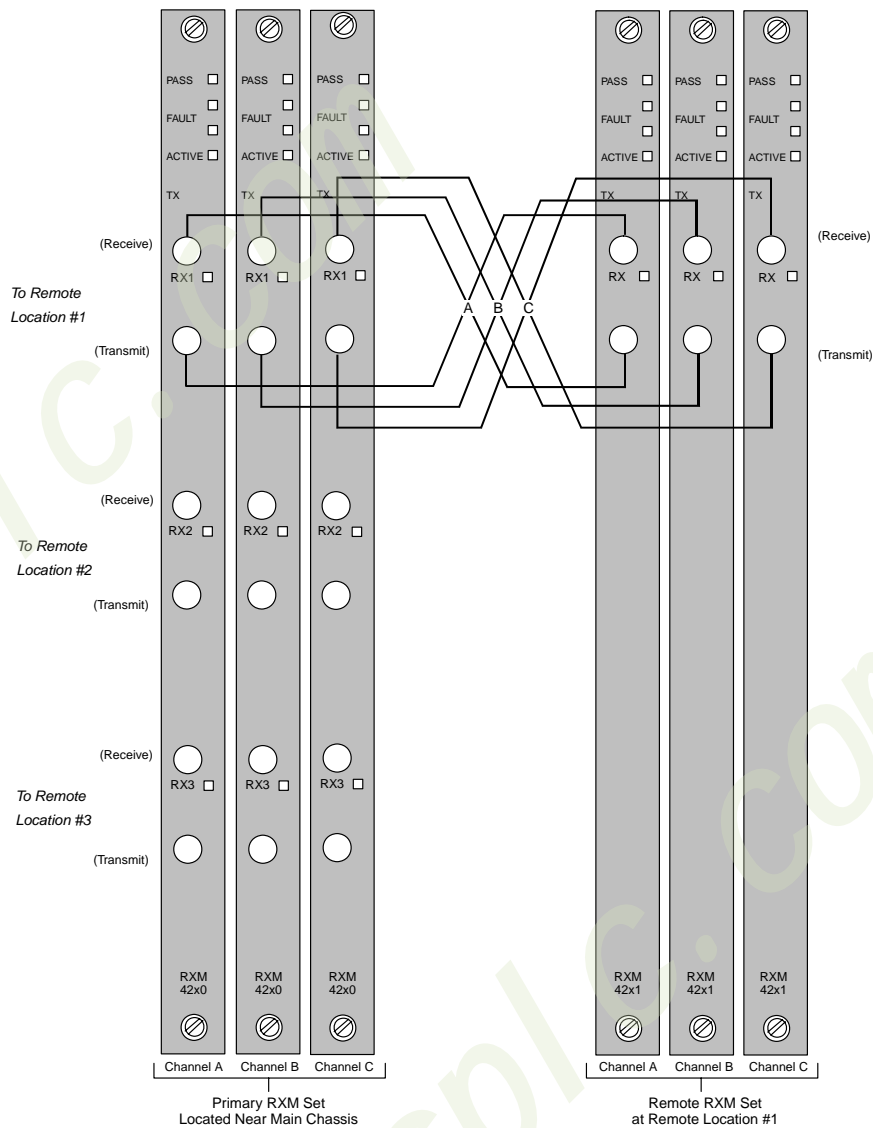 PASS PASS PASS PASS PASS PASS
FAULT FAULT FAULT FAULT FAULT FAULT
ACTIVE ACTIVE ACTIVE ACTIVE ACTIVE ACTIVE
TX TX TX TX TX TX
(Receive) (Receive)
RX1 RX1 RX1 RX RX RX
To Remote
Location #1
A B C
(Transmit) (Transmit)
(Receive)
RX2 RX2 RX2
To Remote
Location #2
(Transmit)
(Receive)
RX3 RX3 RX3
To Remote
Location #3
(Transmit)
RXM RXM RXM RXM RXM RXM
42x0 42x0 42x0 42x1 42x1 42x1
Channel A Channel B Channel C Channel A Channel B Channel C
Primary RXM Set
Located Near Main Chassis
Remote RXM Set
at Remote Location #1